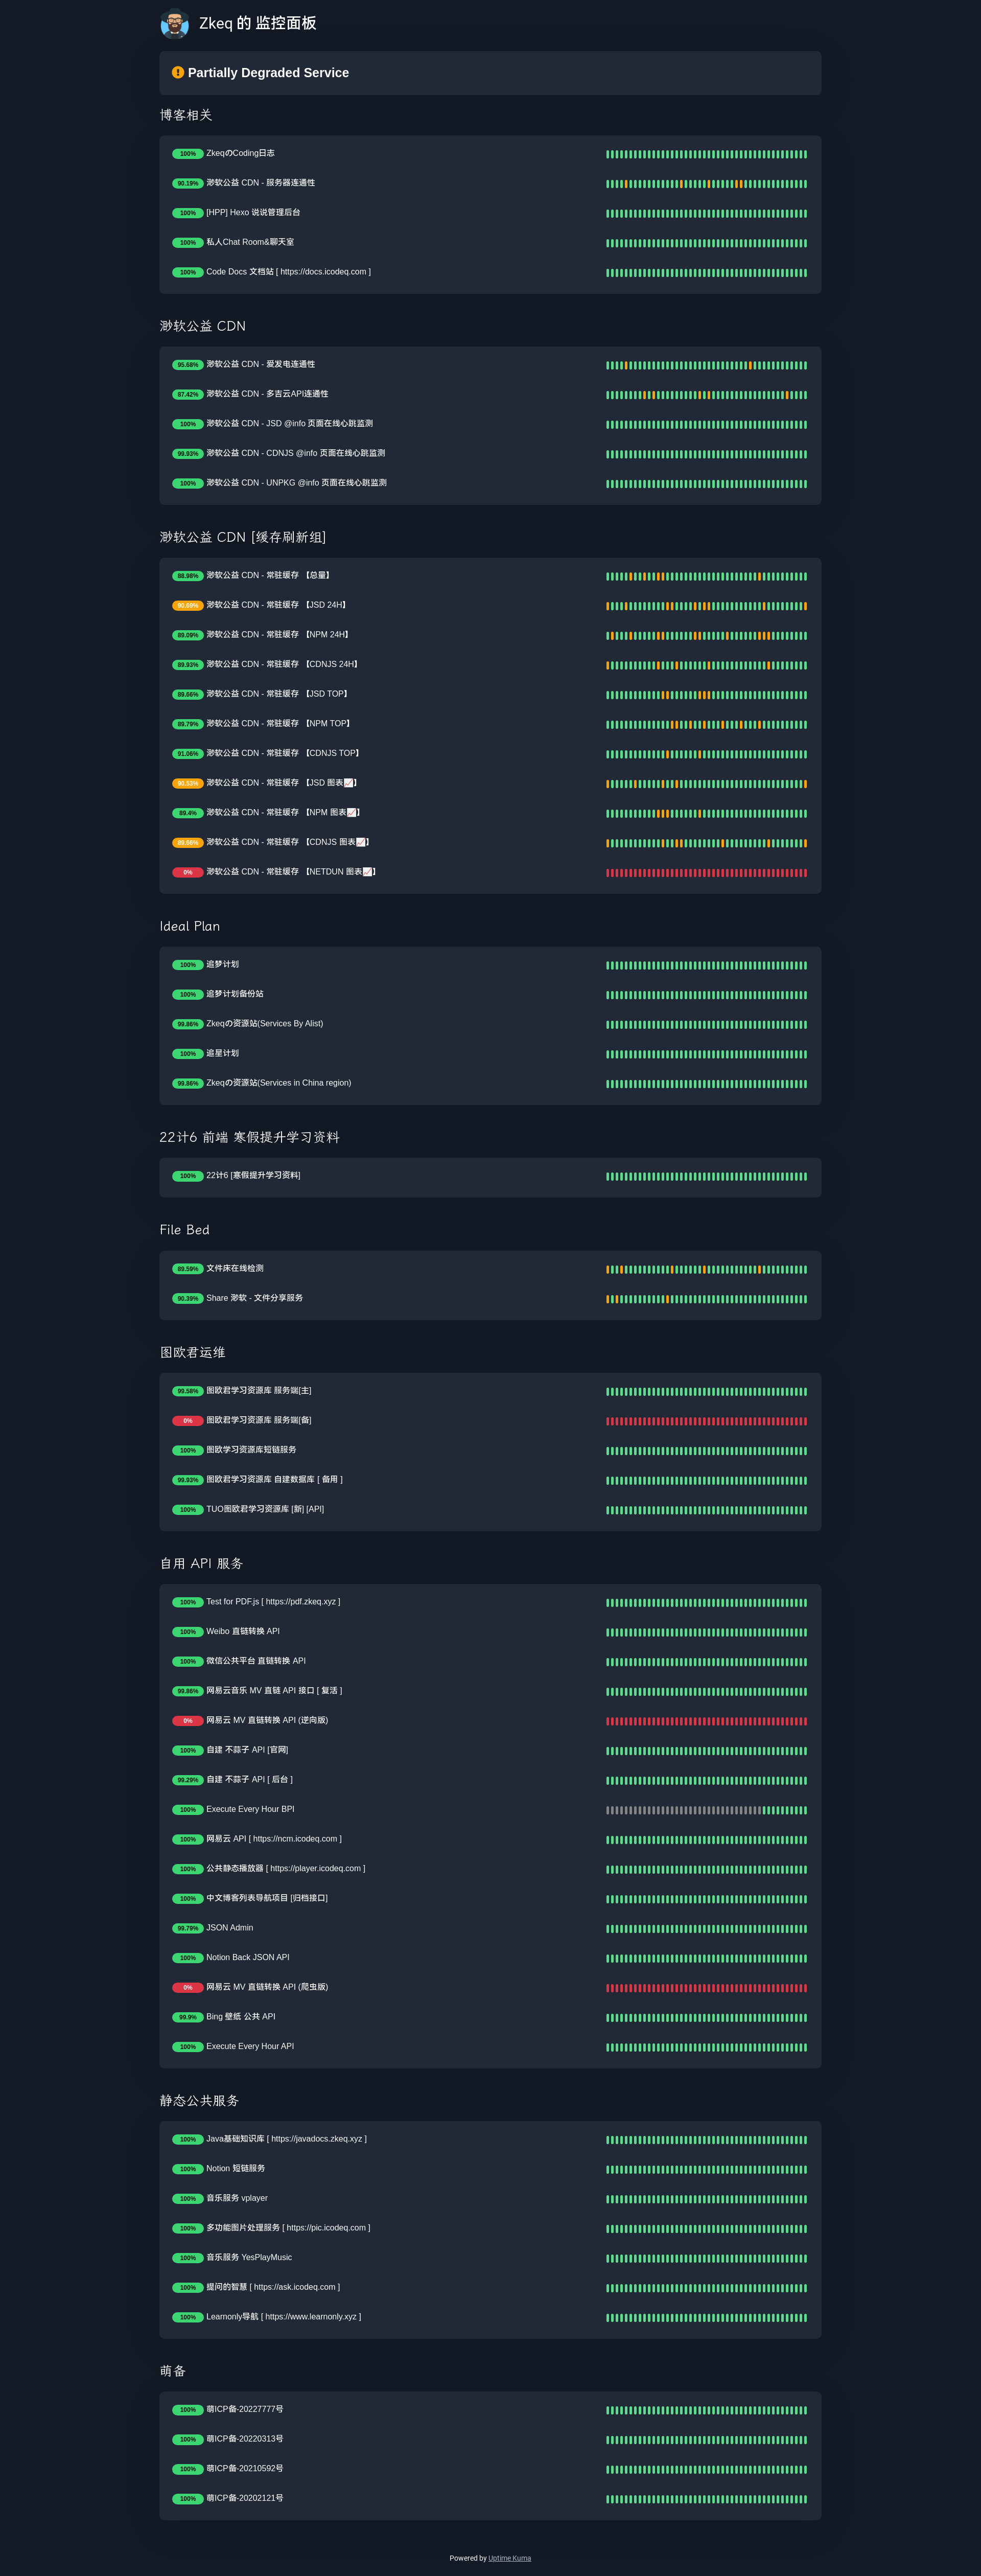 Zkeq 的 监控面板
Partially Degraded Service
博客相关
100% ZkeqのCoding日志
90.19% 渺软公益 CDN - 服务器连通性
100% [HPP] Hexo 说说管理后台
100% 私人Chat Room&聊天室
100% Code Docs 文档站 [ https://docs.icodeq.com ]
渺软公益 CDN
95.68% 渺软公益 CDN - 爱发电连通性
87.42% 渺软公益 CDN - 多吉云API连通性
100% 渺软公益 CDN - JSD @info 页面在线心跳监测
99.93% 渺软公益 CDN - CDNJS @info 页面在线心跳监测
100% 渺软公益 CDN - UNPKG @info 页面在线心跳监测
渺软公益 CDN [缓存刷新组]
88.98% 渺软公益 CDN - 常驻缓存 【总量】
90.69% 渺软公益 CDN - 常驻缓存 【JSD 24H】
89.09% 渺软公益 CDN - 常驻缓存 【NPM 24H】
89.93% 渺软公益 CDN - 常驻缓存 【CDNJS 24H】
89.66% 渺软公益 CDN - 常驻缓存 【JSD TOP】
89.79% 渺软公益 CDN - 常驻缓存 【NPM TOP】
91.06% 渺软公益 CDN - 常驻缓存 【CDNJS TOP】
90.53% 渺软公益 CDN - 常驻缓存 【JSD 图表📈】
89.4% 渺软公益 CDN - 常驻缓存 【NPM 图表📈】
渺软公益 CDN - 常驻缓存 【CDNJS 图表📈】
0% 渺软公益 CDN - 常驻缓存 【NETDUN 图表📈】
Ideal Plan
100% 追梦计划
100% 追梦计划备份站
99.86% Zkeqの资源站(Services By Alist)
100% 追星计划
99.86% Zkeqの资源站(Services in China region)
22计6 前端 寒假提升学习资料
100% 22计6 [寒假提升学习资料]
File Bed
89.59% 文件床在线检测
90.39% Share 渺软 - 文件分享服务
图欧君运维
99.58% 图欧君学习资源库 服务端[主]
0% 图欧君学习资源库 服务端[备]
100% 图欧学习资源库短链服务
99.93% 图欧君学习资源库 自建数据库 [ 备用 ]
100% TUO图欧君学习资源库 [新] [API]
自用 API 服务
100% Test for PDF.js [ https://pdf.zkeq.xyz ]
100% Weibo 直链转换 API
100% 微信公共平台 直链转换 API
99.86% 网易云音乐 MV 直链 API 接口 [ 复活 ]
0% 网易云 MV 直链转换 API (逆向版)
100% 自建 不蒜子 API [官网]
99.29% 自建 不蒜子 API [ 后台 ]
100% Execute Every Hour BPI
100% 网易云 API [ https://ncm.icodeq.com ]
100% 公共静态播放器 [ https://player.icodeq.com ]
100% 中文博客列表导航项目 [归档接口]
99.79% JSON Admin
100% Notion Back JSON API
0% 网易云 MV 直链转换 API (爬虫版)
99.9% Bing 壁纸 公共 API
100% Execute Every Hour API
静态公共服务
100% Java基础知识库 [ https://javadocs.zkeq.xyz ]
100% Notion 短链服务
100% 音乐服务 vplayer
100% 多功能图片处理服务 [ https://pic.icodeq.com ]
100% 音乐服务 YesPlayMusic
100% 提问的智慧 [ https://ask.icodeq.com ]
100% Learnonly导航 [ https://www.learnonly.xyz ]
萌备
100% 萌ICP备-20227777号
100% 萌ICP备-20220313号
100% 萌ICP备-20210592号
100% 萌ICP备-20202121号
Powered by Uptime Kuma